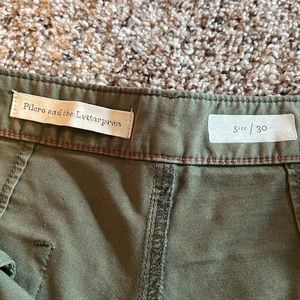 Pilcro and the Letterpress
Size / 30